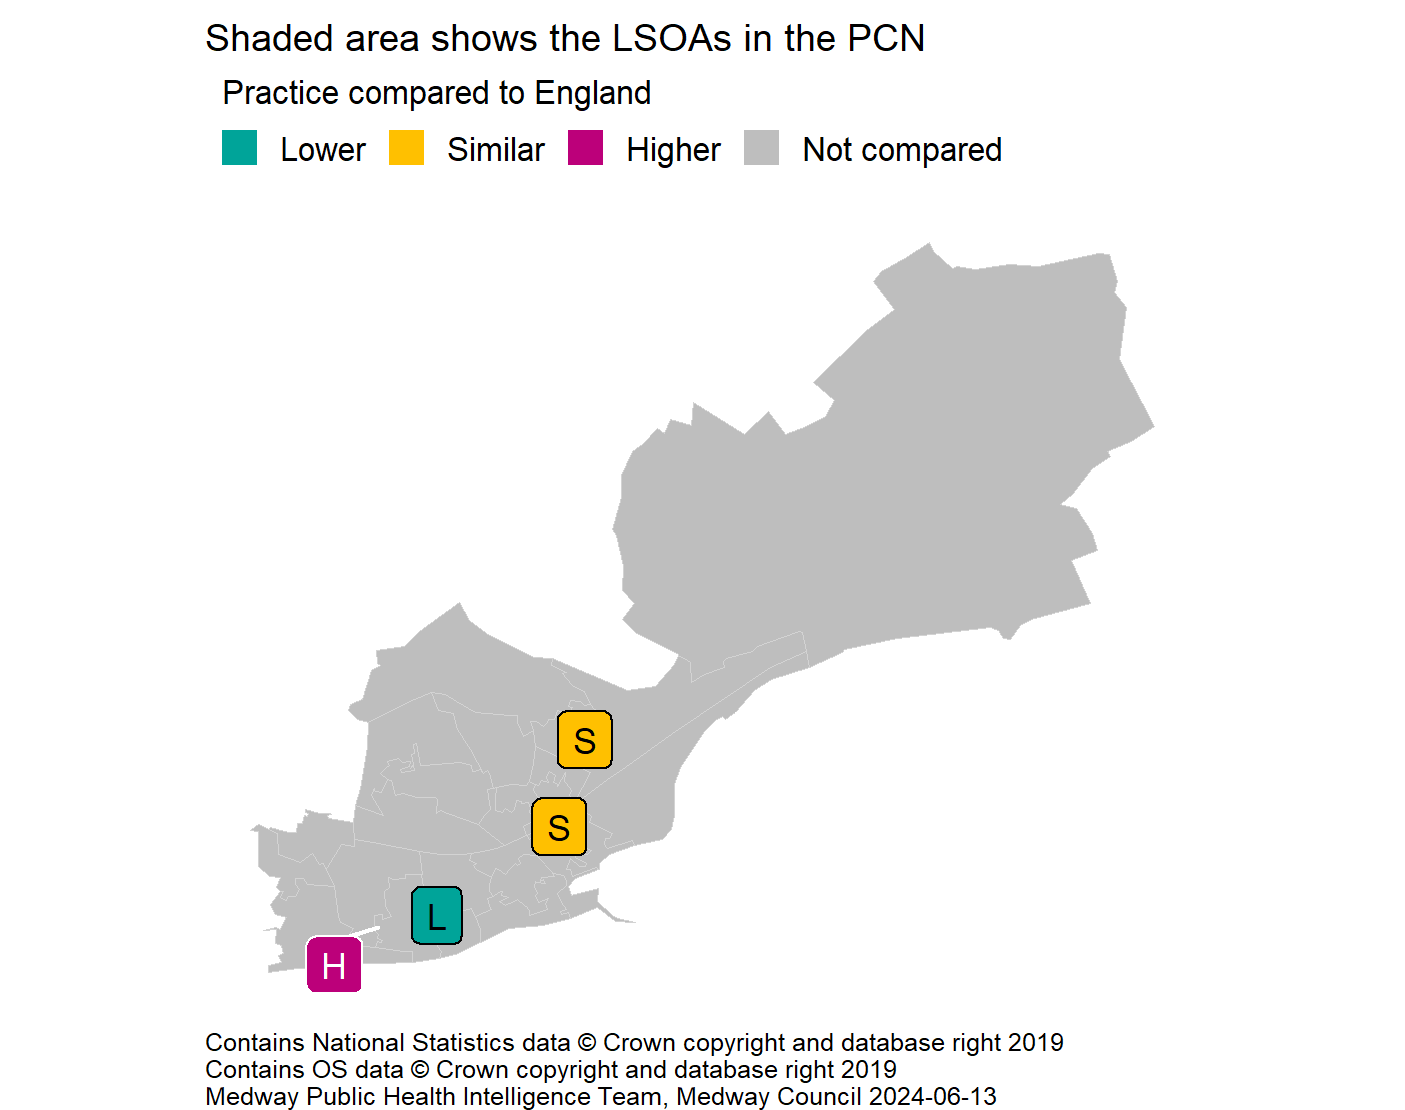 Shaded area shows the LSOAs in the PCN
Practice compared to England
Lower Similar Higher Not compared
S
S
L
H
Contains National Statistics data © Crown copyright and database right 2019
Contains OS data © Crown copyright and database right 2019
Medway Public Health Intelligence Team, Medway Council 2024-06-13